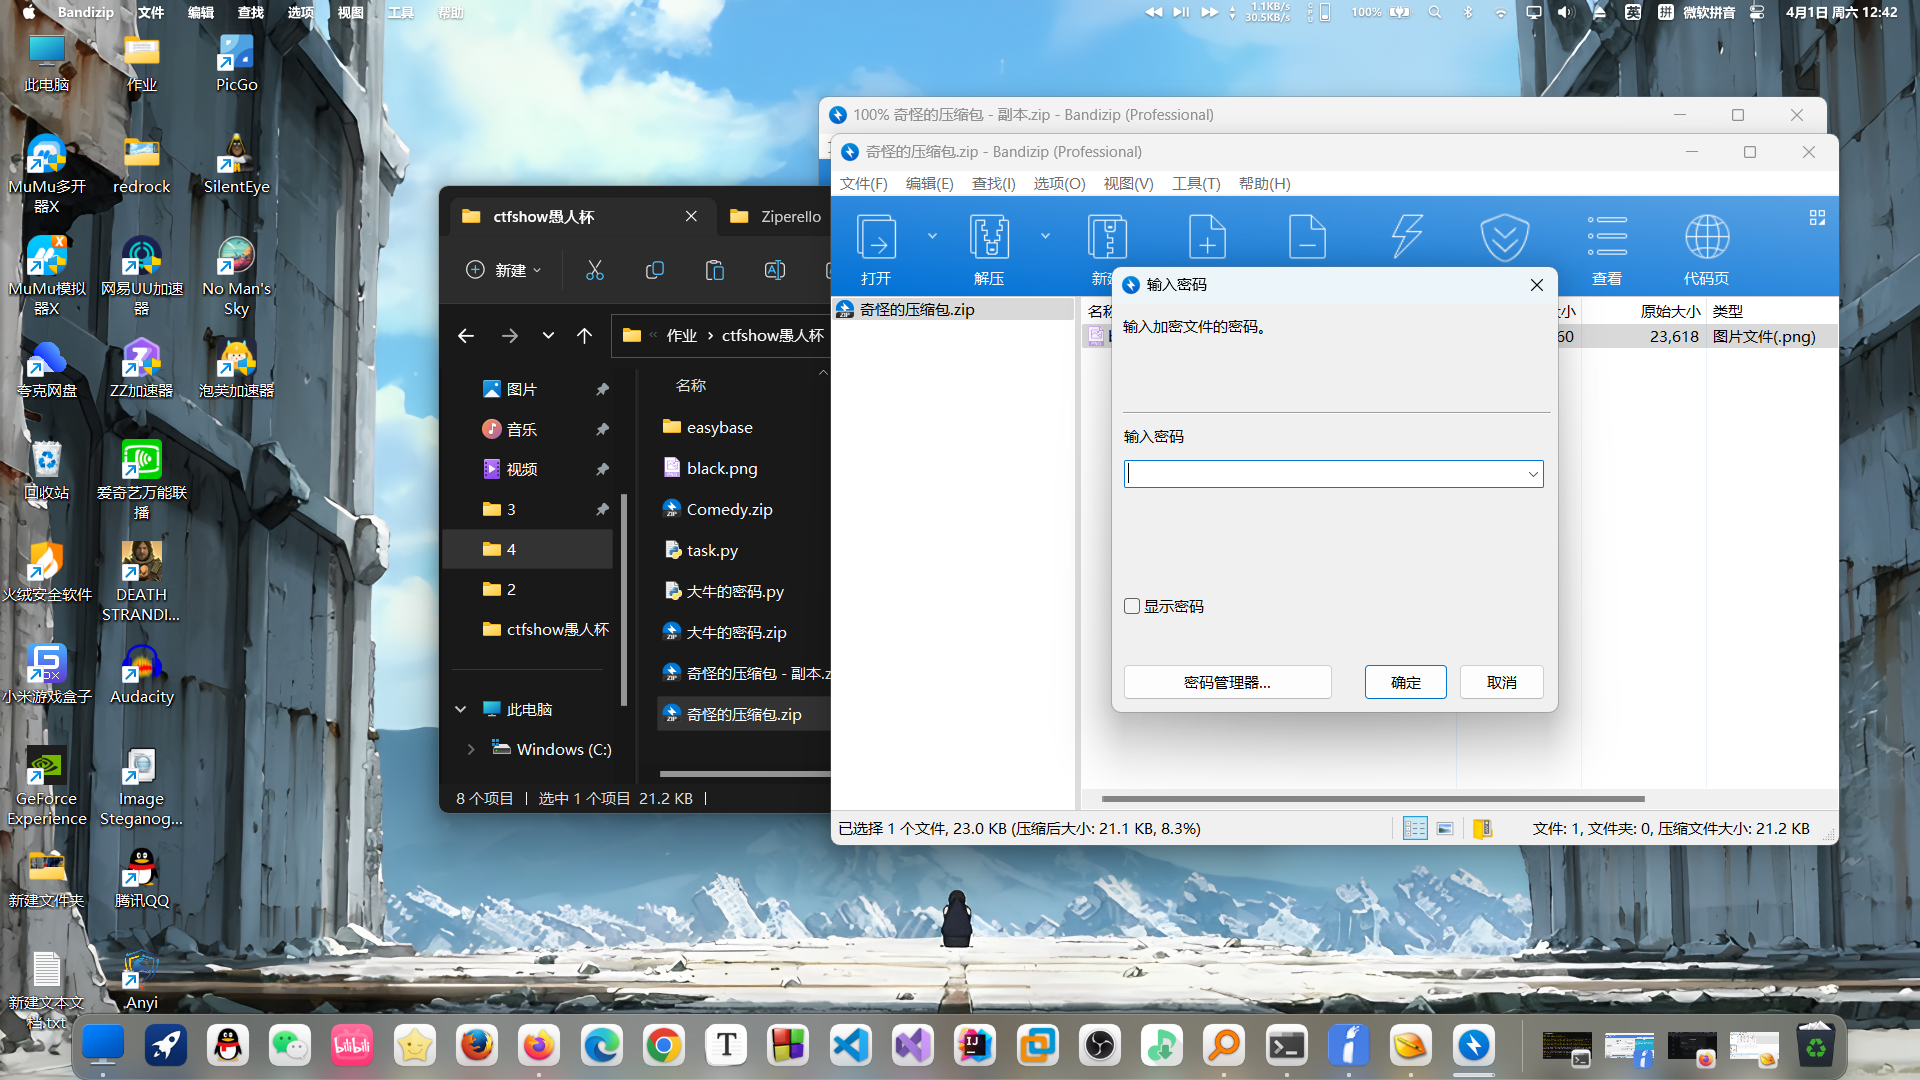 Bandizip 文件 编辑 查找 选项 视图 工具 帮助
1.1KB/s
30.5KB/s
CPU
100%
英
拼 微软拼音
4月1日 周六 12:42
此电脑
作业
PicGo
MuMu多开器X
redrock
SilentEye
MuMu模拟器X
网易UU加速器
No Man's Sky
夸克网盘
ZZ加速器
泡芙加速器
回收站
爱奇艺万能联播
火绒安全软件
DEATH STRANDI...
小米游戏盒子
Audacity
GeForce Experience
Image Steganog...
新建文件夹
腾讯QQ
新建文本文档.txt
Anyi
ctfshow愚人杯
Ziperello
新建
作业 › ctfshow愚人杯
图片
音乐
视频
3
4
2
ctfshow愚人杯
此电脑
Windows (C:)
名称
easybase
black.png
Comedy.zip
task.py
大牛的密码.py
大牛的密码.zip
奇怪的压缩包 - 副本.z
奇怪的压缩包.zip
8 个项目 | 选中 1 个项目 21.2 KB |
100% 奇怪的压缩包 - 副本.zip - Bandizip (Professional)
奇怪的压缩包.zip - Bandizip (Professional)
文件(F) 编辑(E) 查找(I) 选项(O) 视图(V) 工具(T) 帮助(H)
打开
解压
查看
代码页
奇怪的压缩包.zip
原始大小 类型
60 23,618 图片文件(.png)
输入密码
输入加密文件的密码。
输入密码
显示密码
密码管理器...
确定
取消
已选择 1 个文件, 23.0 KB (压缩后大小: 21.1 KB, 8.3%)
文件: 1, 文件夹: 0, 压缩文件大小: 21.2 KB
bilibili
T
IJ